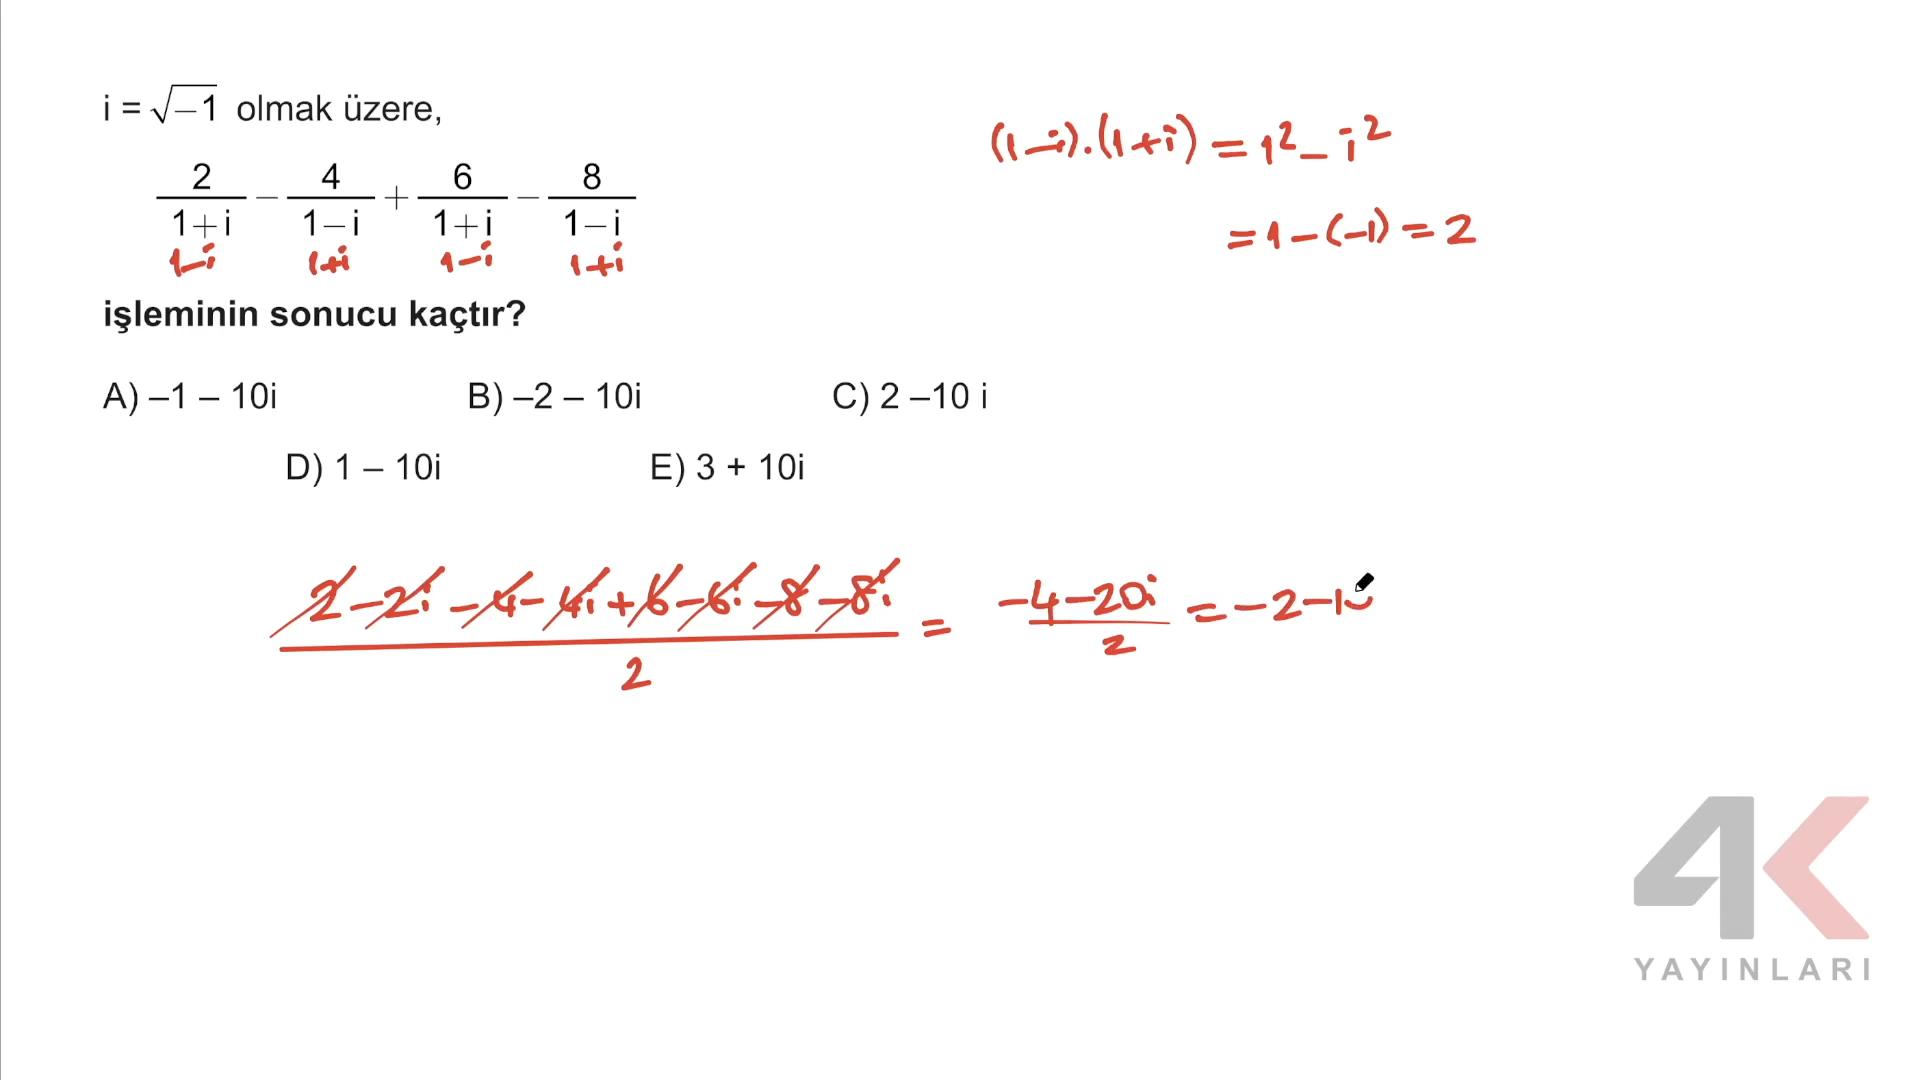 i = √−1 olmak üzere,
2/(1+i) − 4/(1−i) + 6/(1+i) − 8/(1−i)
1−i 1+i 1−i 1+i
işleminin sonucu kaçtır?
A) –1 – 10i B) –2 – 10i C) 2 –10 i
D) 1 – 10i E) 3 + 10i
(1−i).(1+i) = 1² − i²
= 1 − (−1) = 2
(2 − 2i − 4 − 4i + 6 − 6i − 8 − 8i)/2 = (−4−20i)/2 = −2−1
4K
YAYINLARI